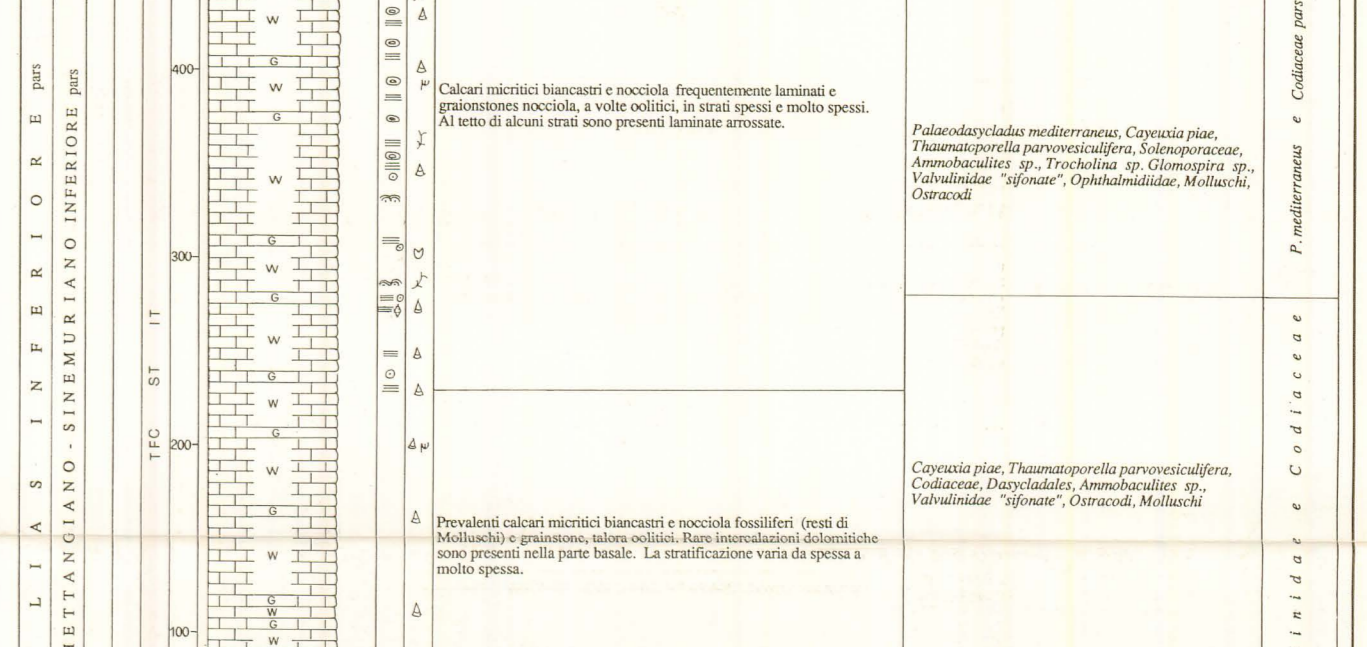 LIAS INFERIORE pars
IETTANGIANO - SINEMURIANO INFERIORE pars
TFC ST IT
400
300
200
100
W
G
W
G
W
G
W
G
W
G
W
G
W
G
W
G
W
G
W
Calcari micritici biancastri e nocciola frequentemente laminati e
graionstones nocciola, a volte oolitici, in strati spessi e molto spessi.
Al tetto di alcuni strati sono presenti laminate arrossate.
Prevalenti calcari micritici biancastri e nocciola fossiliferi (resti di
Molluschi) e grainstone, talora oolitici. Rare intercalazioni dolomitiche
sono presenti nella parte basale. La stratificazione varia da spessa a
molto spessa.
Palaeodasycladus mediterraneus, Cayeuxia piae,
Thaumatoporella parvovesiculifera, Solenoporaceae,
Ammobaculites sp., Trocholina sp. Glomospira sp.,
Valvulinidae "sifonate", Ophthalmidiidae, Molluschi,
Ostracodi
Cayeuxia piae, Thaumatoporella parvovesiculifera,
Codiaceae, Dasycladales, Ammobaculites sp.,
Valvulinidae "sifonate", Ostracodi, Molluschi
P. mediterraneus e Codiaceae pars
inidae e Codiaceae